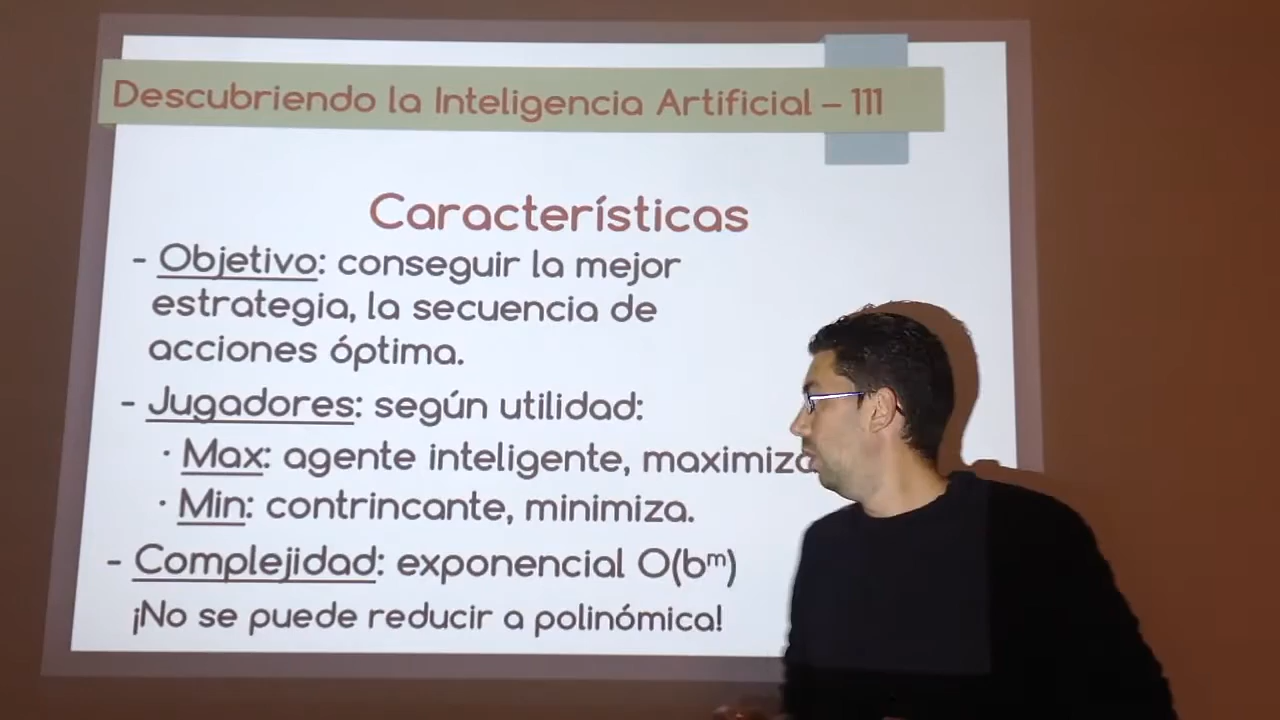 Descubriendo la Inteligencia Artificial – 111
Características
- Objetivo: conseguir la mejor
estrategia, la secuencia de
acciones óptima.
- Jugadores: según utilidad:
· Max: agente inteligente, maximiza
· Min: contrincante, minimiza.
- Complejidad: exponencial O(bᵐ)
¡No se puede reducir a polinómica!